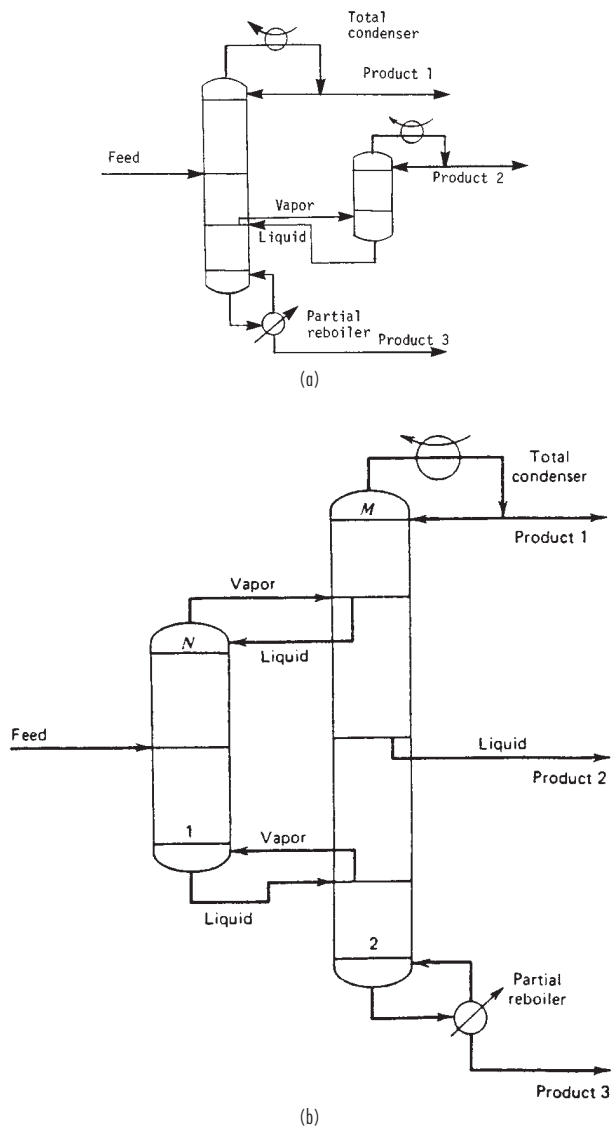 Total
condenser
Product 1
Feed
Product 2
Vapor
Liquid
Partial
reboiler
Product 3
(a)
Total
condenser
M
Product 1
Vapor
N
Liquid
Feed
Liquid
Product 2
1
Vapor
Liquid
2
Partial
reboiler
Product 3
(b)